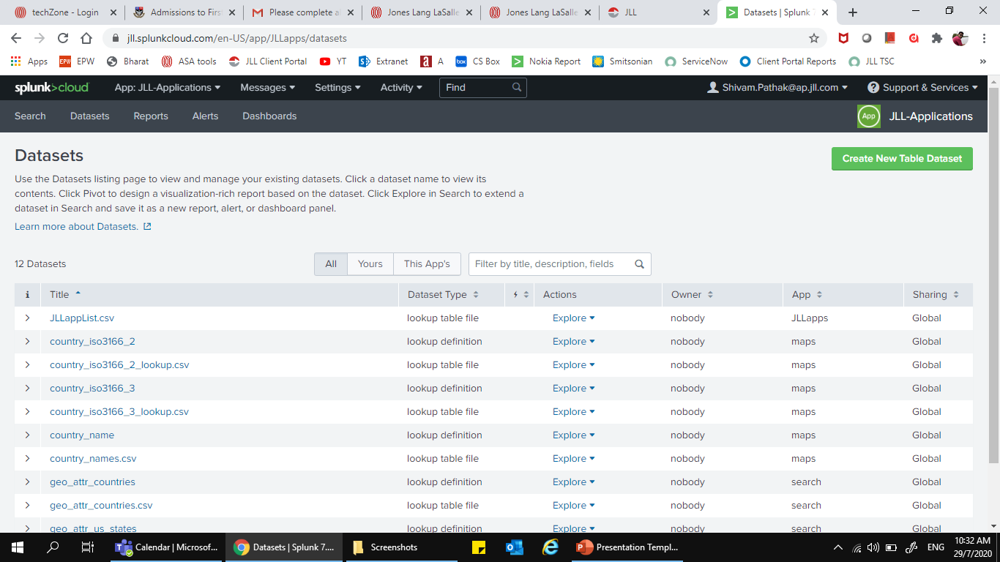 techZone - Login
Admissions to Firs
Please complete a
Jones Lang LaSalle
Jones Lang LaSalle
JLL
Datasets | Splunk 7.
jll.splunkcloud.com/en-US/app/JLLapps/datasets
Apps EPW EPW Bharat ASA tools JLL Client Portal YT Extranet a A box CS Box Nokia Report Smitsonian ServiceNow Client Portal Reports JLL TSC »
splunk>cloud App: JLL-Applications Messages Settings Activity Find Shivam.Pathak@ap.jll.com Support & Services
Search Datasets Reports Alerts Dashboards App JLL-Applications
Datasets
Create New Table Dataset
Use the Datasets listing page to view and manage your existing datasets. Click a dataset name to view its
contents. Click Pivot to design a visualization-rich report based on the dataset. Click Explore in Search to extend a
dataset in Search and save it as a new report, alert, or dashboard panel.
Learn more about Datasets.
12 Datasets All Yours This App's Filter by title, description, fields
i Title Dataset Type Actions Owner App Sharing
JLLappList.csv lookup table file Explore nobody JLLapps Global
country_iso3166_2 lookup definition Explore nobody maps Global
country_iso3166_2_lookup.csv lookup table file Explore nobody maps Global
country_iso3166_3 lookup definition Explore nobody maps Global
country_iso3166_3_lookup.csv lookup table file Explore nobody maps Global
country_name lookup definition Explore nobody maps Global
country_names.csv lookup table file Explore nobody maps Global
geo_attr_countries lookup definition Explore nobody search Global
geo_attr_countries.csv lookup table file Explore nobody search Global
geo_attr_us_states lookup definition Explore nobody search Global
Calendar | Microsof... Datasets | Splunk 7.... Screenshots Presentation Templ... ENG
10:32 AM
29/7/2020